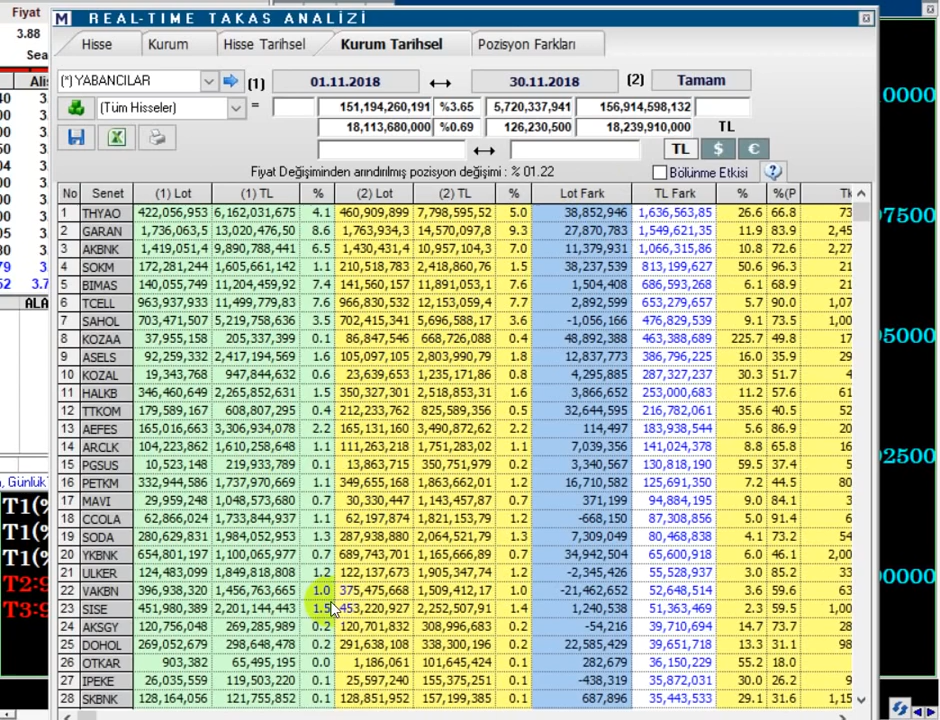 Fiyat
3.88
Sea
REAL-TIME TAKAS ANALİZİ
Hisse Kurum Hisse Tarihsel Kurum Tarihsel Pozisyon Farkları
(*) YABANCILAR (1) 01.11.2018 30.11.2018 (2) Tamam
(Tüm Hisseler) = 151,194,260,191 %3.65 5,720,337,941 156,914,598,132
18,113,680,000 %0.69 126,230,500 18,239,910,000 TL
TL $ €
Fiyat Değişiminden arındırılmış pozisyon değişimi : % 01.22 Bölünme Etkisi
No Senet (1) Lot (1) TL % (2) Lot (2) TL % Lot Fark TL Fark % %(P
1 THYAO 422,056,953 6,162,031,675 4.1 460,909,899 7,798,595,52 5.0 38,852,946 1,636,563,85 26.6 66.8 73
2 GARAN 1,736,063,5 13,020,476,50 8.6 1,763,934,3 14,570,097,8 9.3 27,870,783 1,549,621,35 11.9 83.9 2,45
3 AKBNK 1,419,051,4 9,890,788,441 6.5 1,430,431,4 10,957,104,3 7.0 11,379,931 1,066,315,86 10.8 72.6 2,27
4 SOKM 172,281,244 1,605,661,142 1.1 210,518,783 2,418,860,76 1.5 38,237,539 813,199,627 50.6 96.3 21
5 BIMAS 140,055,749 11,204,459,92 7.4 141,560,157 11,891,053,1 7.6 1,504,408 686,593,268 6.1 68.9 20
6 TCELL 963,937,933 11,499,779,83 7.6 966,830,532 12,153,059,4 7.7 2,892,599 653,279,657 5.7 90.0 1,07
7 SAHOL 703,471,507 5,219,758,636 3.5 702,415,341 5,696,588,17 3.6 -1,056,166 476,829,539 9.1 73.5 1,00
8 KOZAA 37,955,158 205,337,399 0.1 86,847,546 668,726,088 0.4 48,892,388 463,388,689 225.7 49.8 17
9 ASELS 92,259,332 2,417,194,569 1.6 105,097,105 2,803,990,79 1.8 12,837,773 386,796,225 16.0 35.9 29
10 KOZAL 19,343,768 947,844,632 0.6 23,639,653 1,235,171,86 0.8 4,295,885 287,327,237 30.3 51.7 4
11 HALKB 346,460,649 2,265,852,631 1.5 350,327,301 2,518,853,31 1.6 3,866,652 253,000,683 11.2 57.6 61
12 TTKOM 179,589,167 608,807,295 0.4 212,233,762 825,589,356 0.5 32,644,595 216,782,061 35.6 40.5 52
13 AEFES 165,016,663 3,306,934,078 2.2 165,131,160 3,490,872,62 2.2 114,497 183,938,544 5.6 86.9 20
14 ARCLK 104,223,862 1,610,258,648 1.1 111,263,218 1,751,283,02 1.1 7,039,356 141,024,378 8.8 65.8 16
15 PGSUS 10,523,148 219,933,789 0.1 13,863,715 350,751,979 0.2 3,340,567 130,818,190 59.5 37.4 5
16 PETKM 332,944,586 1,737,970,669 1.1 349,655,168 1,863,662,01 1.2 16,710,582 125,691,350 7.2 44.5 80
17 MAVI 29,959,248 1,048,573,680 0.7 30,330,447 1,143,457,87 0.7 371,199 94,884,195 9.0 84.1 3
18 CCOLA 62,866,024 1,733,844,937 1.1 62,197,874 1,821,153,79 1.2 -668,150 87,308,856 5.0 91.4 6
19 SODA 280,629,831 1,984,052,953 1.3 287,938,880 2,064,521,79 1.3 7,309,049 80,468,838 4.1 73.2 54
20 YKBNK 654,801,197 1,100,065,977 0.7 689,743,701 1,165,666,89 0.7 34,942,504 65,600,918 6.0 46.1 2,00
21 ULKER 124,483,099 1,849,818,808 1.2 122,137,673 1,905,347,74 1.2 -2,345,426 55,528,937 3.0 81.1 8
22 VAKBN 396,938,320 1,456,763,665 1.0 375,475,668 1,509,412,17 1.0 -21,462,652 52,648,514 3.6 59.6 63
23 SISE 451,980,389 2,201,144,443 1.5 453,220,927 2,252,507,91 1.4 1,240,538 51,363,469 2.3 59.5 1,00
24 AKSGY 120,756,048 269,285,989 0.2 120,701,832 308,996,683 0.2 -54,216 39,710,694 14.7 73.7 28
25 DOHOL 269,052,679 298,648,478 0.2 291,638,108 338,300,196 0.2 22,585,429 39,651,718 13.3 31.1 98
26 OTKAR 903,382 65,495,195 0.0 1,186,061 101,645,424 0.1 282,679 36,150,229 55.2 18.0
27 IPEKE 26,035,559 119,503,220 0.1 25,597,240 155,375,251 0.1 -438,319 35,872,031 30.0 26.2 9
28 SKBNK 128,164,056 121,755,852 0.1 128,851,952 157,199,385 0.1 687,896 35,443,533 29.1 31.6 1,15